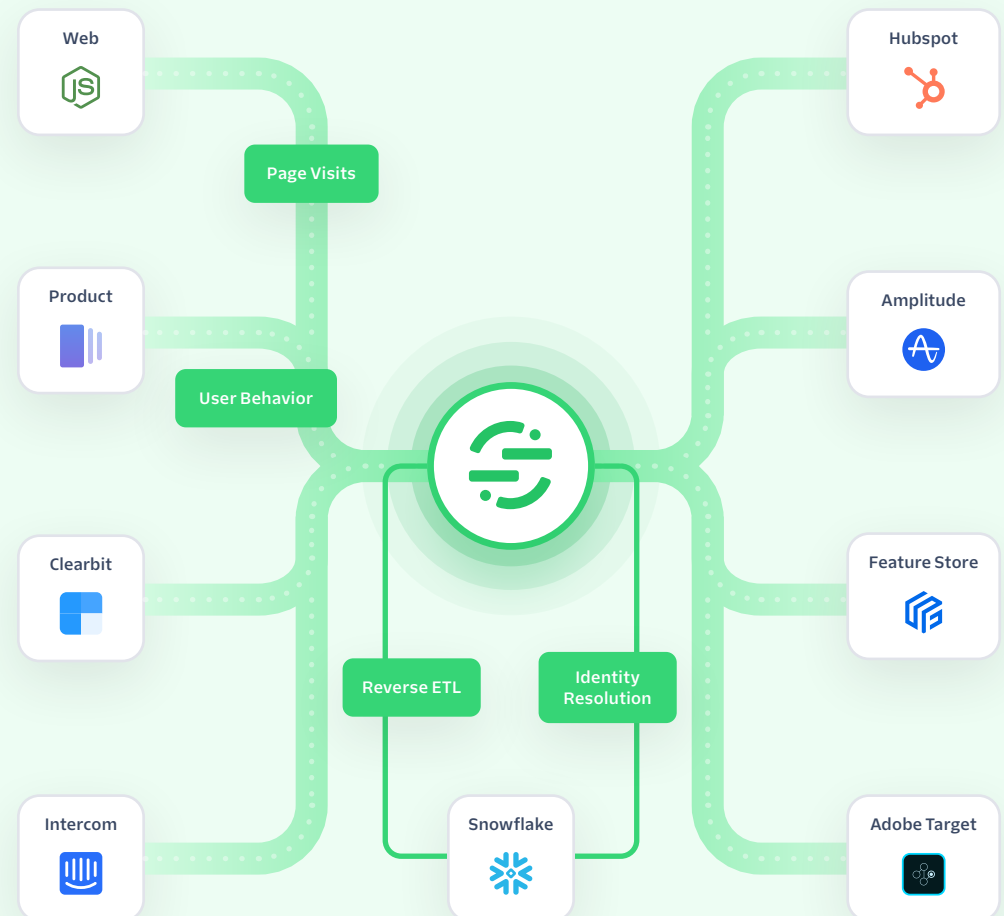 Web
JS
Hubspot
Page Visits
Product
Amplitude
User Behavior
Clearbit
Feature Store
Reverse ETL
Identity
Resolution
Intercom
Snowflake
Adobe Target